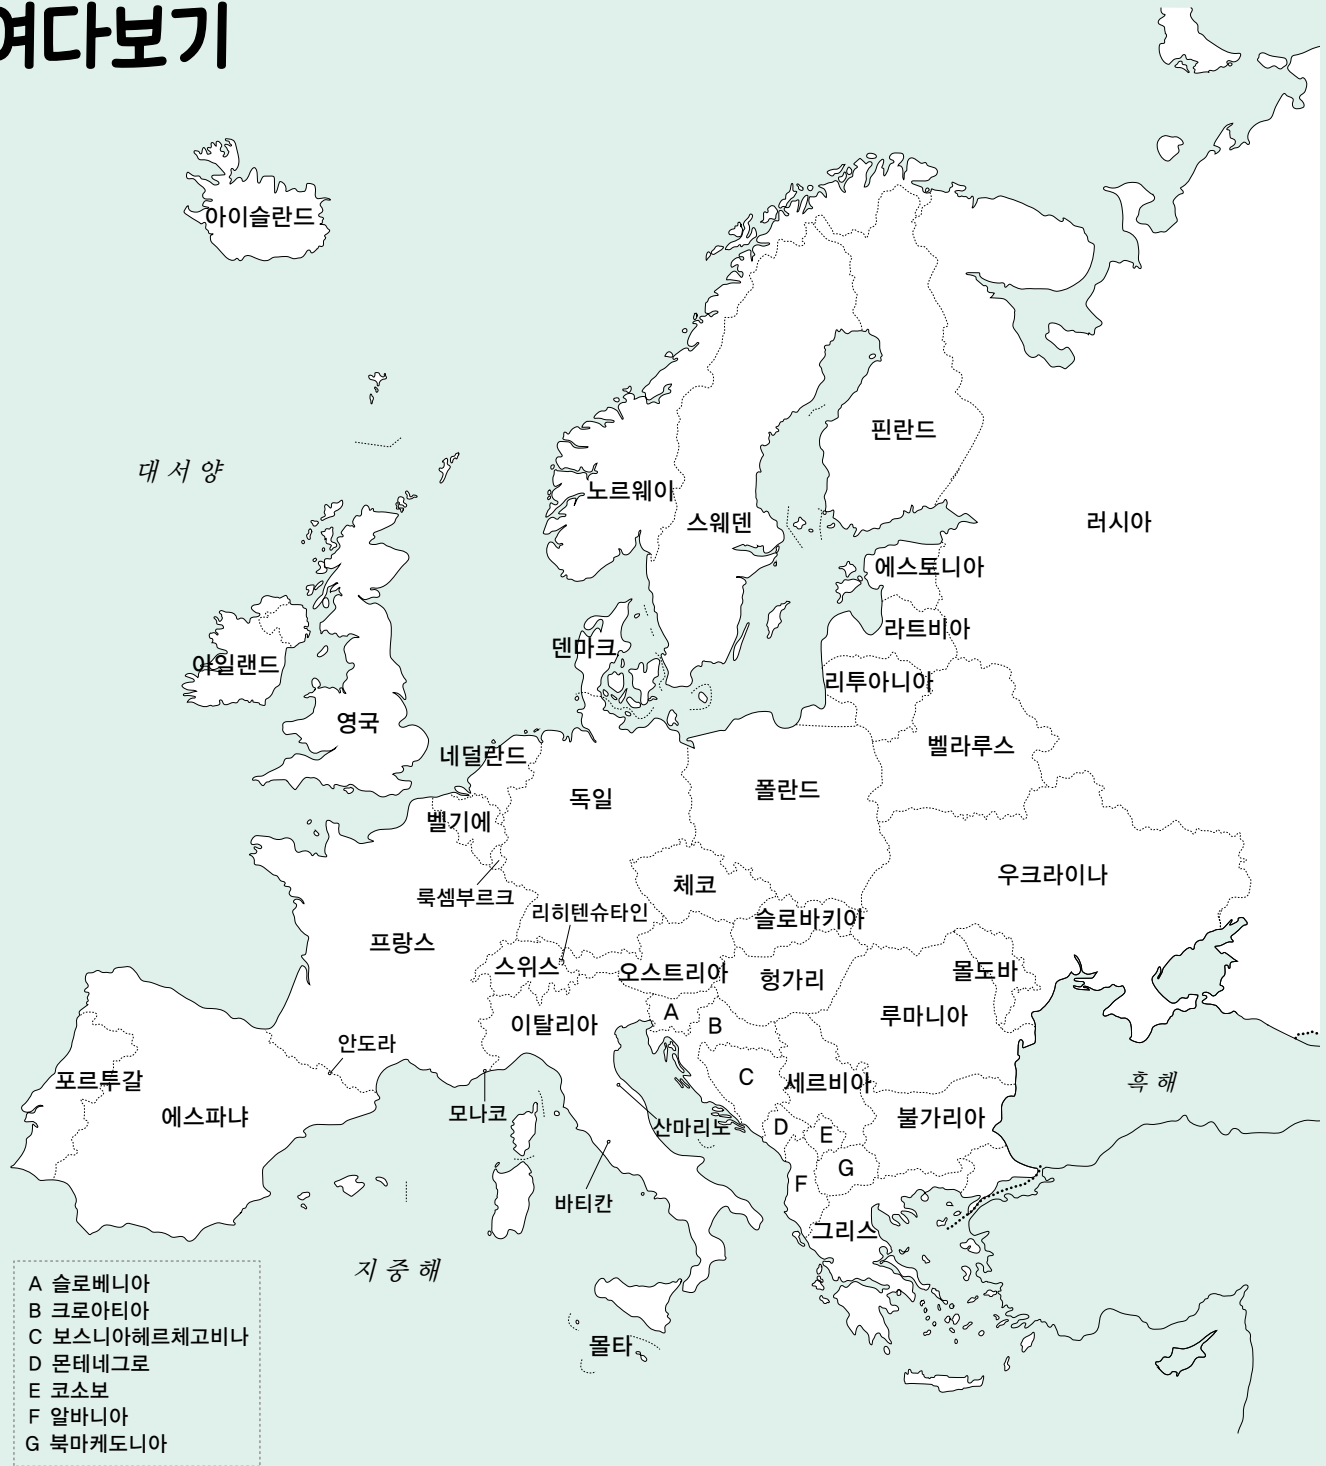 여다보기
아이슬란드
대서양
핀란드
노르웨이
스웨덴
러시아
에스토니아
라트비아
덴마크
아일랜드
리투아니아
영국
벨라루스
네덜란드
폴란드
독일
벨기에
우크라이나
체코
룩셈부르크
리히텐슈타인
슬로바키아
프랑스
스위스
오스트리아
헝가리
몰도바
A
루마니아
이탈리아
B
안도라
C
세르비아
흑해
포르투갈
에스파냐
모나코
산마리노
D
E
불가리아
G
F
바티칸
그리스
지중해
몰타
A 슬로베니아
B 크로아티아
C 보스니아헤르체고비나
D 몬테네그로
E 코소보
F 알바니아
G 북마케도니아